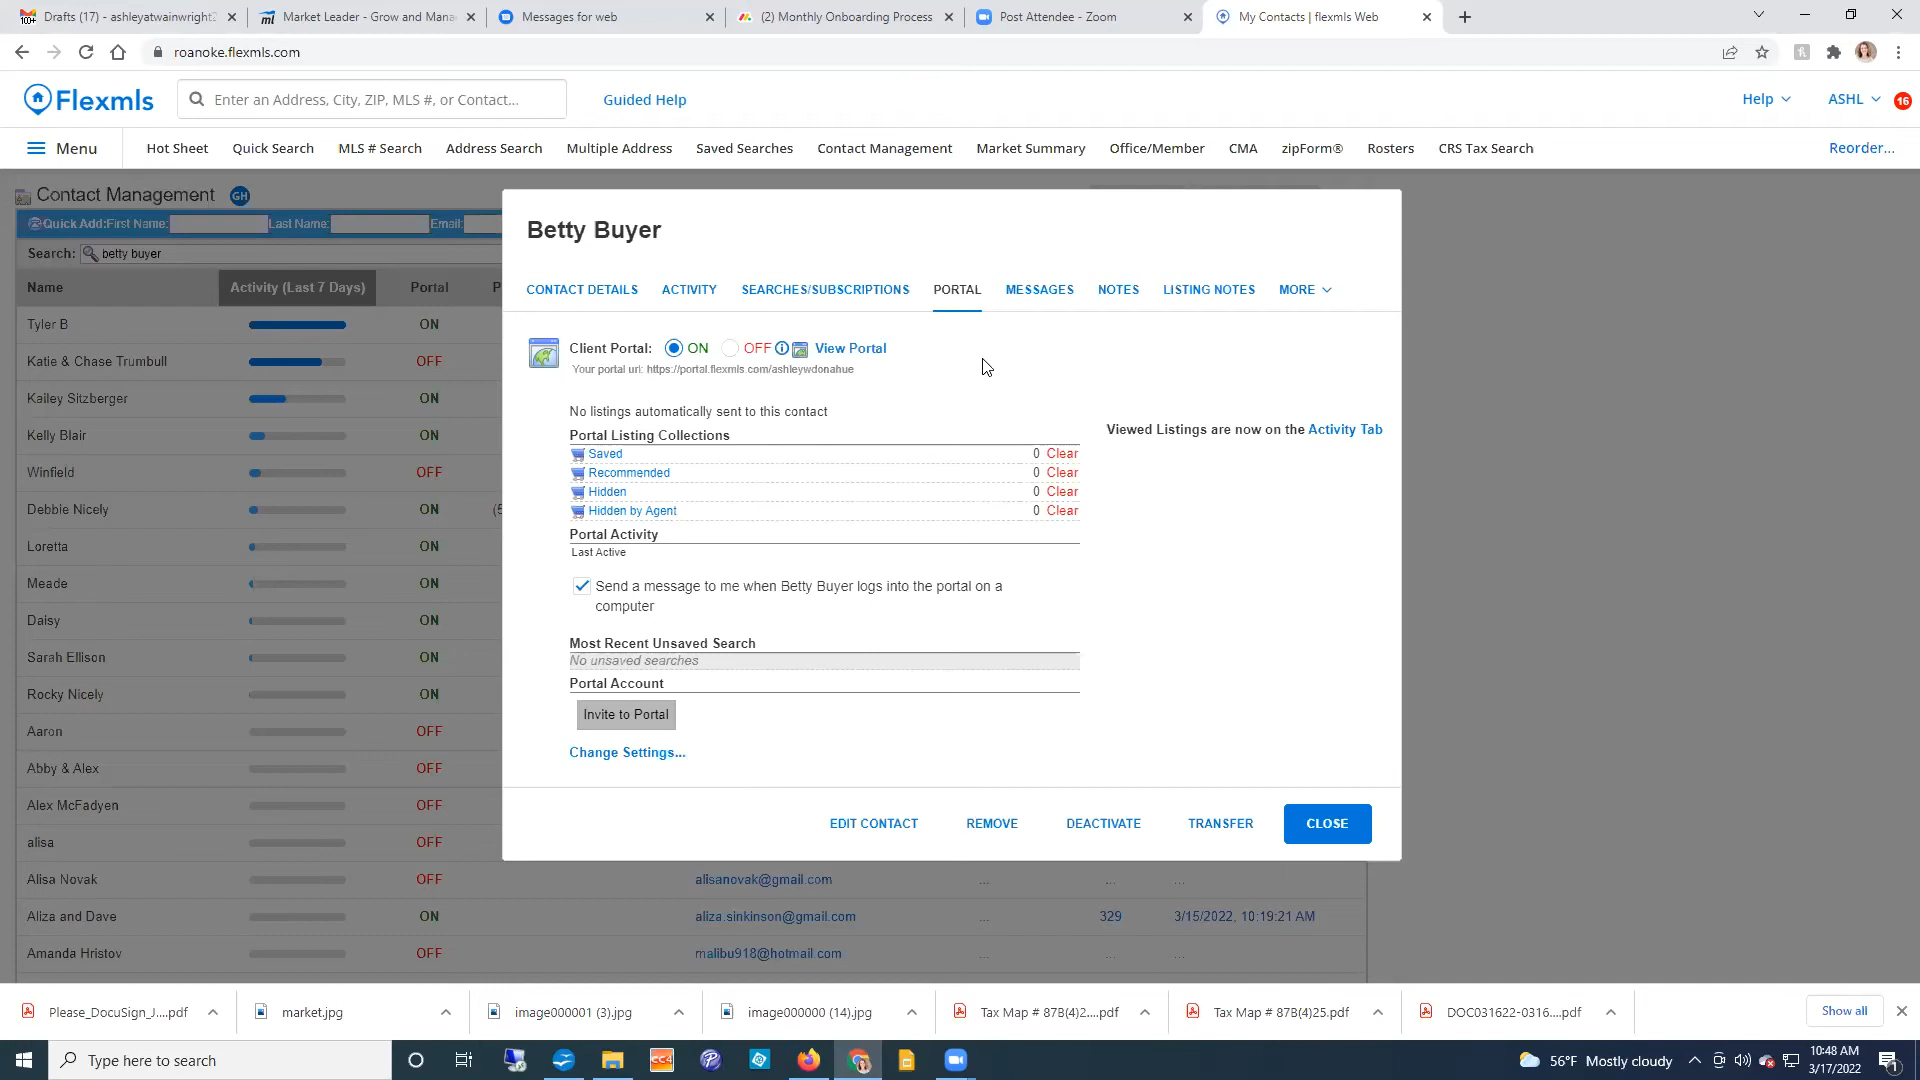 10+
Drafts (17) - ashleyatwainwright2
Market Leader - Grow and Mana
Messages for web
(2) Monthly Onboarding Process
Post Attendee - Zoom
My Contacts | flexmls Web
roanoke.flexmls.com
Flexmls
Enter an Address, City, ZIP, MLS #, or Contact...
Guided Help
Help
ASHL
16
Menu
Hot Sheet
Quick Search
MLS # Search
Address Search
Multiple Address
Saved Searches
Contact Management
Market Summary
Office/Member
CMA
zipForm®
Rosters
CRS Tax Search
Reorder...
Contact Management
GH
Quick Add:First Name:
Last Name:
Email:
Search:
betty buyer
Name
Activity (Last 7 Days)
Portal
P
Tyler B
ON
Katie & Chase Trumbull
OFF
Kailey Sitzberger
ON
Kelly Blair
ON
Winfield
OFF
Debbie Nicely
ON
(5
Loretta
ON
Meade
ON
Daisy
ON
Sarah Ellison
ON
Rocky Nicely
ON
Aaron
OFF
Abby & Alex
OFF
Alex McFadyen
OFF
alisa
OFF
Alisa Novak
OFF
alisanovak@gmail.com
...
...
...
Aliza and Dave
ON
aliza.sinkinson@gmail.com
...
329
3/15/2022, 10:19:21 AM
Amanda Hristov
OFF
malibu918@hotmail.com
...
...
...
Betty Buyer
CONTACT DETAILS
ACTIVITY
SEARCHES/SUBSCRIPTIONS
PORTAL
MESSAGES
NOTES
LISTING NOTES
MORE
Client Portal:
ON
OFF
View Portal
Your portal url: https://portal.flexmls.com/ashleywdonahue
No listings automatically sent to this contact
Portal Listing Collections
Saved
0 Clear
Recommended
0 Clear
Hidden
0 Clear
Hidden by Agent
0 Clear
Viewed Listings are now on the Activity Tab
Portal Activity
Last Active
Send a message to me when Betty Buyer logs into the portal on a
computer
Most Recent Unsaved Search
No unsaved searches
Portal Account
Invite to Portal
Change Settings...
EDIT CONTACT
REMOVE
DEACTIVATE
TRANSFER
CLOSE
Please_DocuSign_J....pdf
market.jpg
image000001 (3).jpg
image000000 (14).jpg
Tax Map # 87B(4)2....pdf
Tax Map # 87B(4)25.pdf
DOC031622-0316....pdf
Show all
Type here to search
CC4
56°F Mostly cloudy
10:48 AM
3/17/2022
1